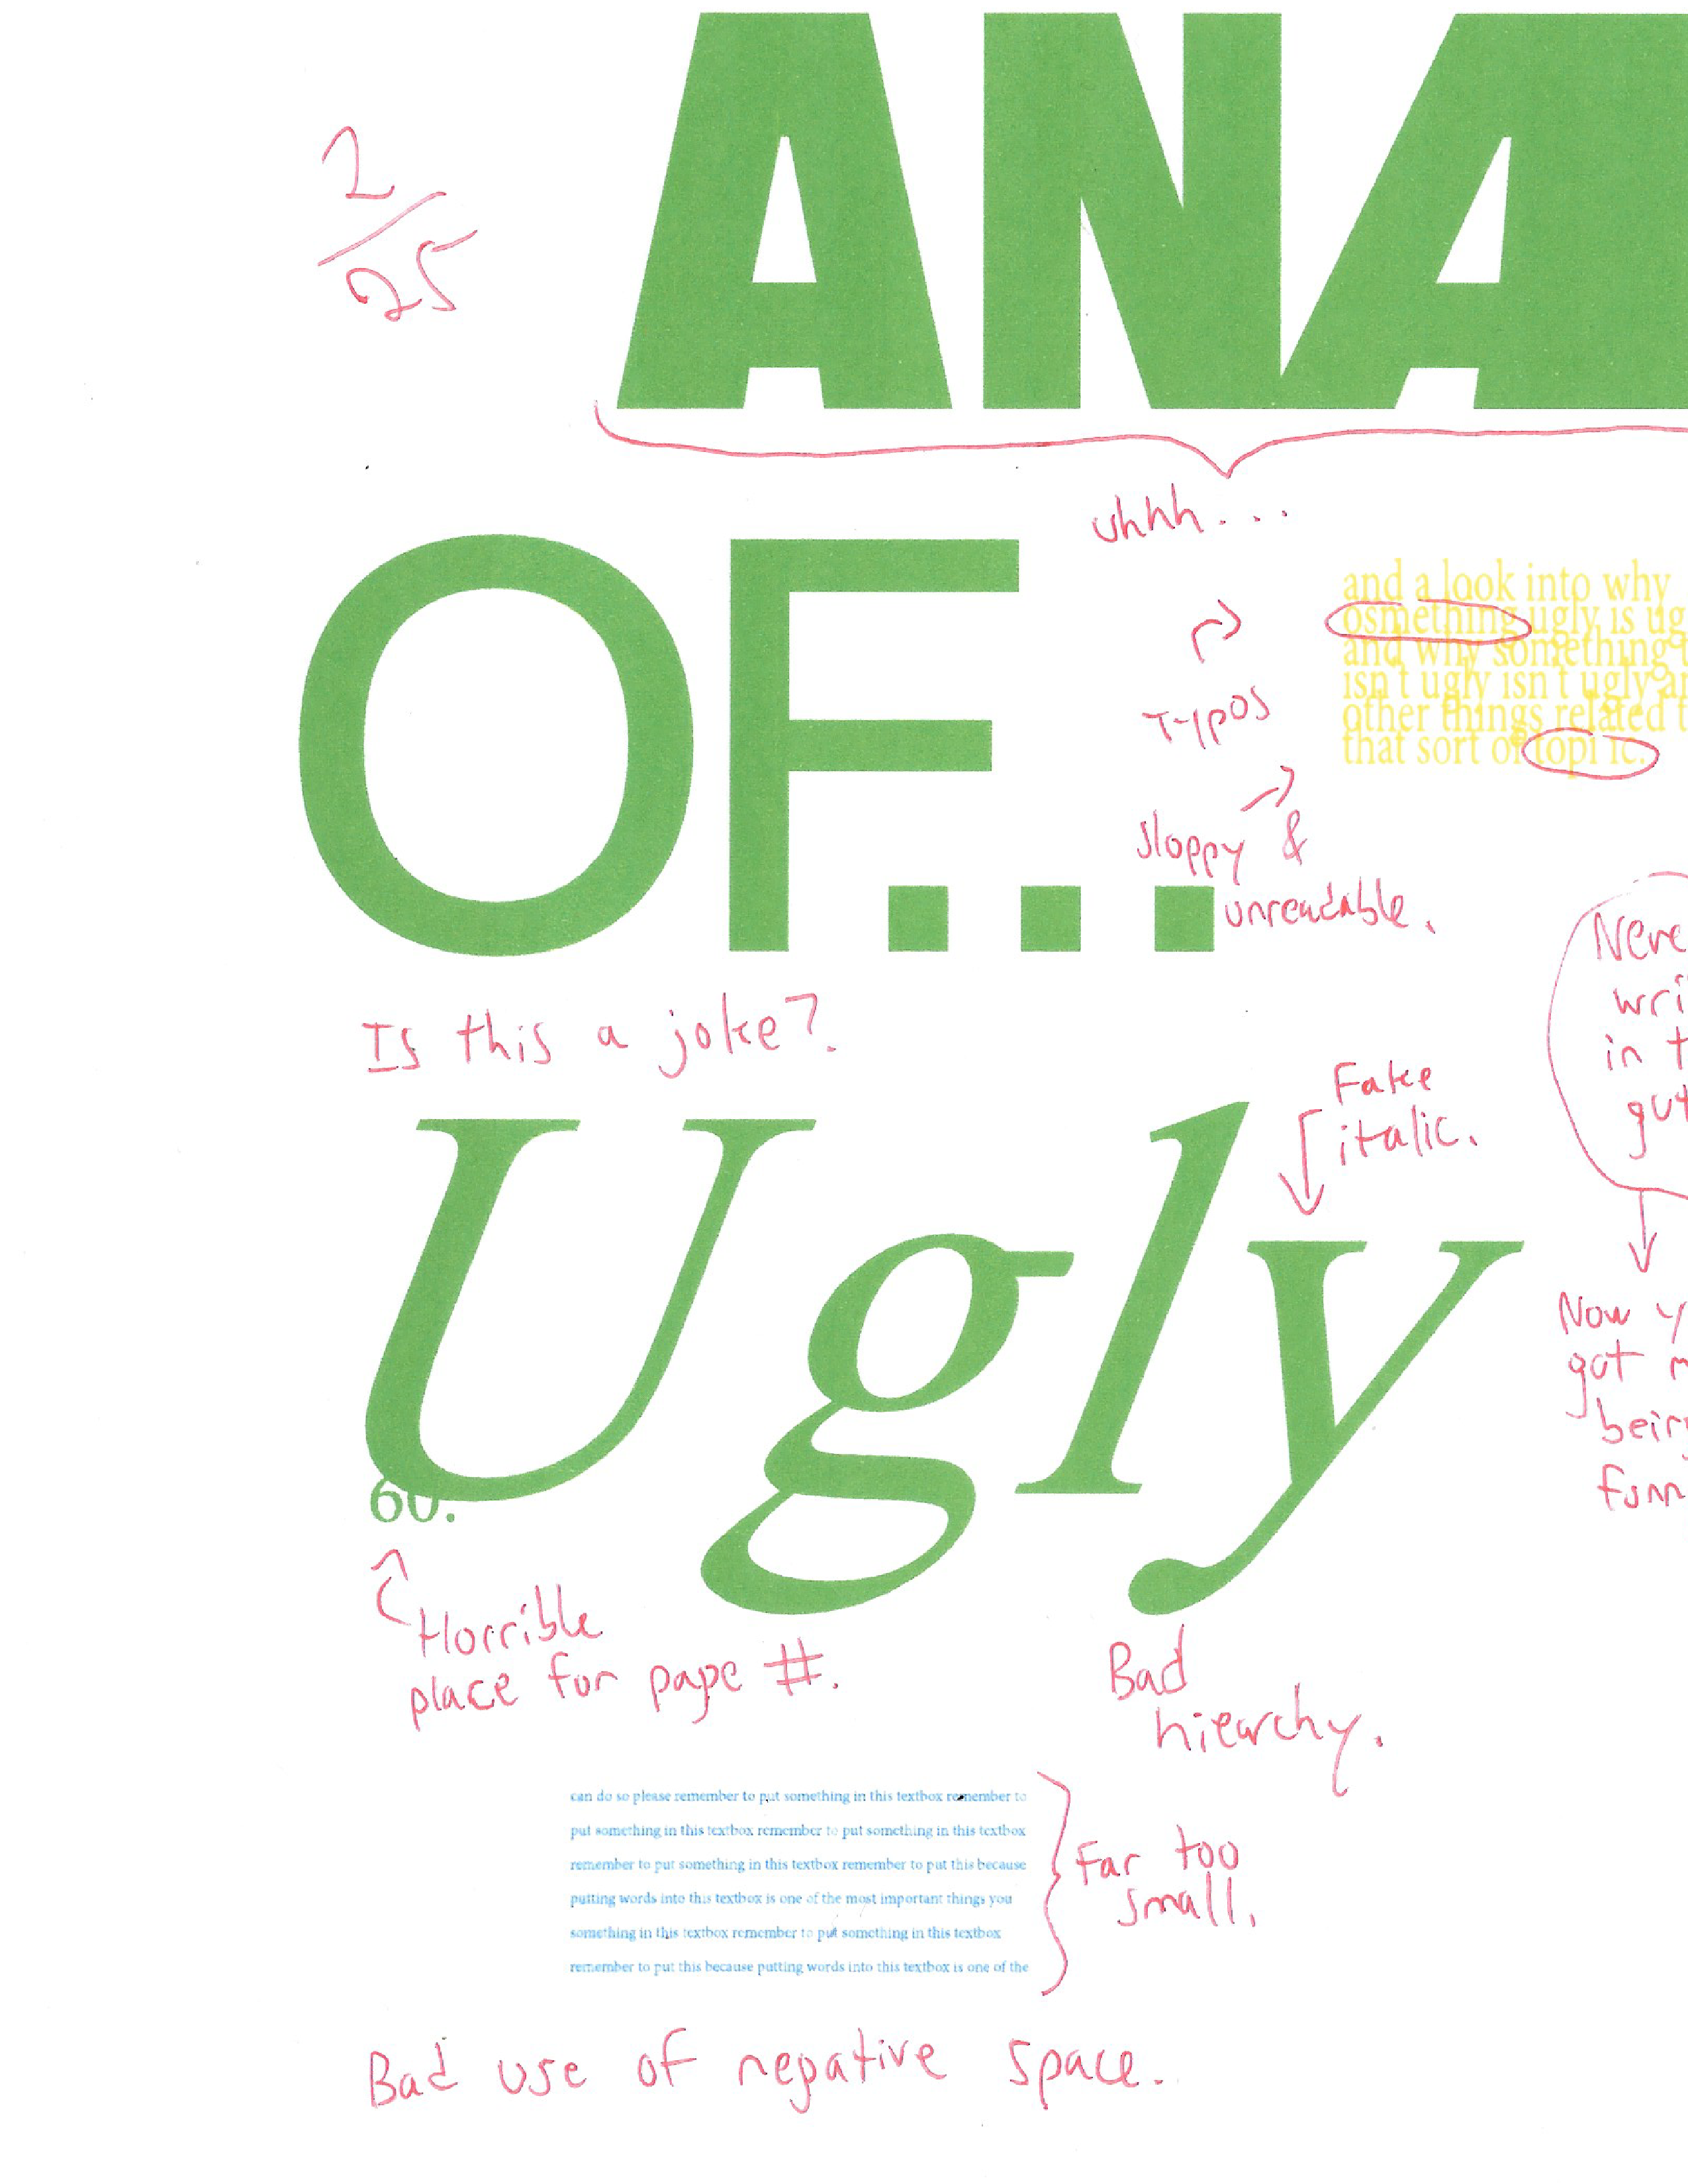 ANA
2
25
uhhh....
OF...
and a look into why
osmething ugly is ug
and why something t
isn't ugly isn't ugly an
other things related t
that sort of topi ic.
Typos
sloppy &
unreadable.
Is this a joke?
Neve
wri
in t
gut
Fake
italic.
Ugly
Now y
got m
being
funn
60.
Horrible
place for page #.
Bad
hierchy.
can do so please remember to put something in this textbox remember to
put something in this textbox remember to put something in this textbox
remember to put something in this textbox remember to put this because
putting words into this textbox is one of the most important things you
something in this textbox remember to put something in this textbox
remember to put this because putting words into this textbox is one of the
Far too
small.
Bad use of negative space.